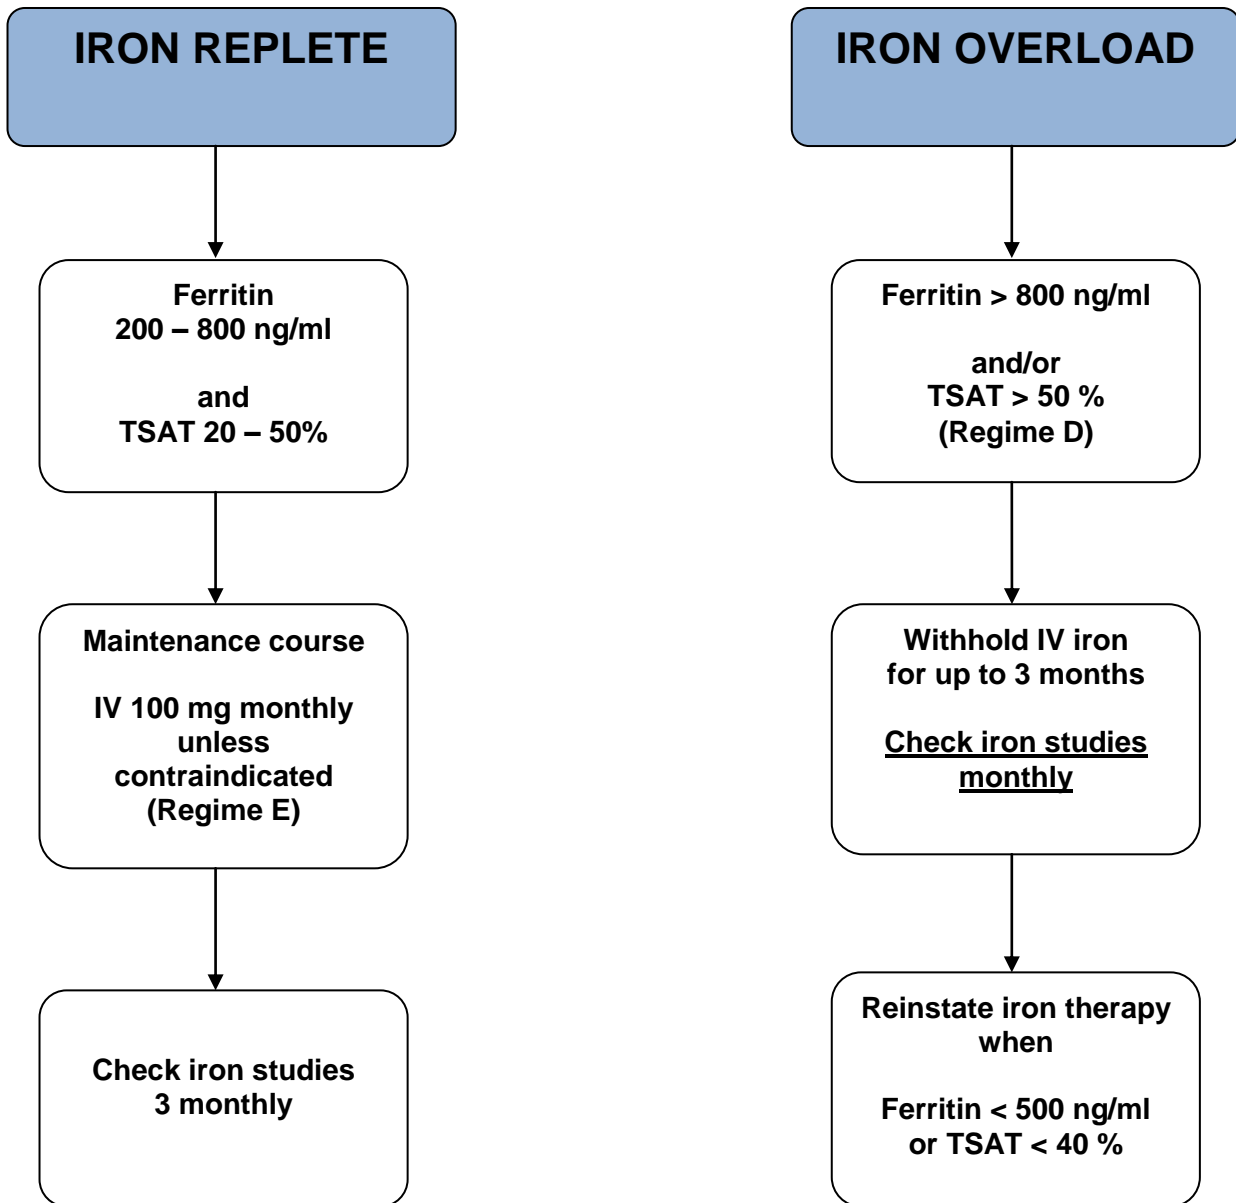 IRON REPLETE
Ferritin
200 – 800 ng/ml
and
TSAT 20 – 50%
Maintenance course
IV 100 mg monthly
unless
contraindicated
(Regime E)
Check iron studies
3 monthly
IRON OVERLOAD
Ferritin > 800 ng/ml
and/or
TSAT > 50 %
(Regime D)
Withhold IV iron
for up to 3 months
Check iron studies
monthly
Reinstate iron therapy
when
Ferritin < 500 ng/ml
or TSAT < 40 %